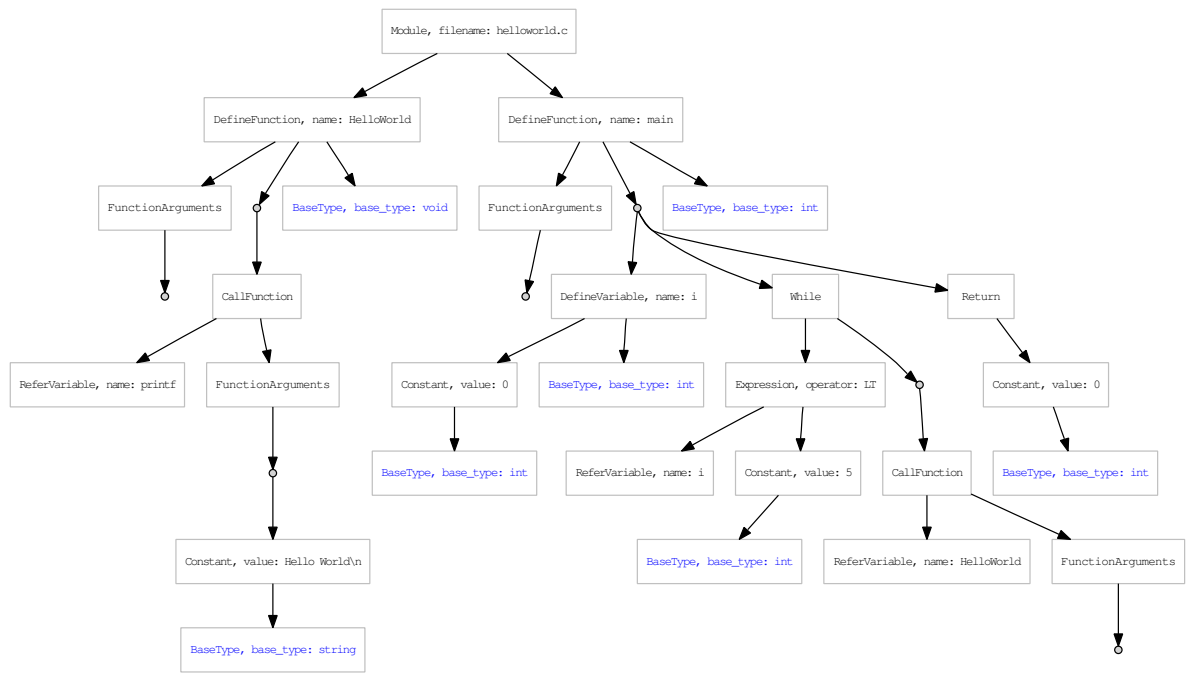 Module, filename: helloworld.c
DefineFunction, name: HelloWorld
DefineFunction, name: main
FunctionArguments
BaseType, base_type: void
FunctionArguments
BaseType, base_type: int
CallFunction
DefineVariable, name: i
While
Return
ReferVariable, name: printf
FunctionArguments
Constant, value: 0
BaseType, base_type: int
Expression, operator: LT
Constant, value: 0
BaseType, base_type: int
ReferVariable, name: i
Constant, value: 5
CallFunction
BaseType, base_type: int
Constant, value: Hello World\n
BaseType, base_type: int
ReferVariable, name: HelloWorld
FunctionArguments
BaseType, base_type: string